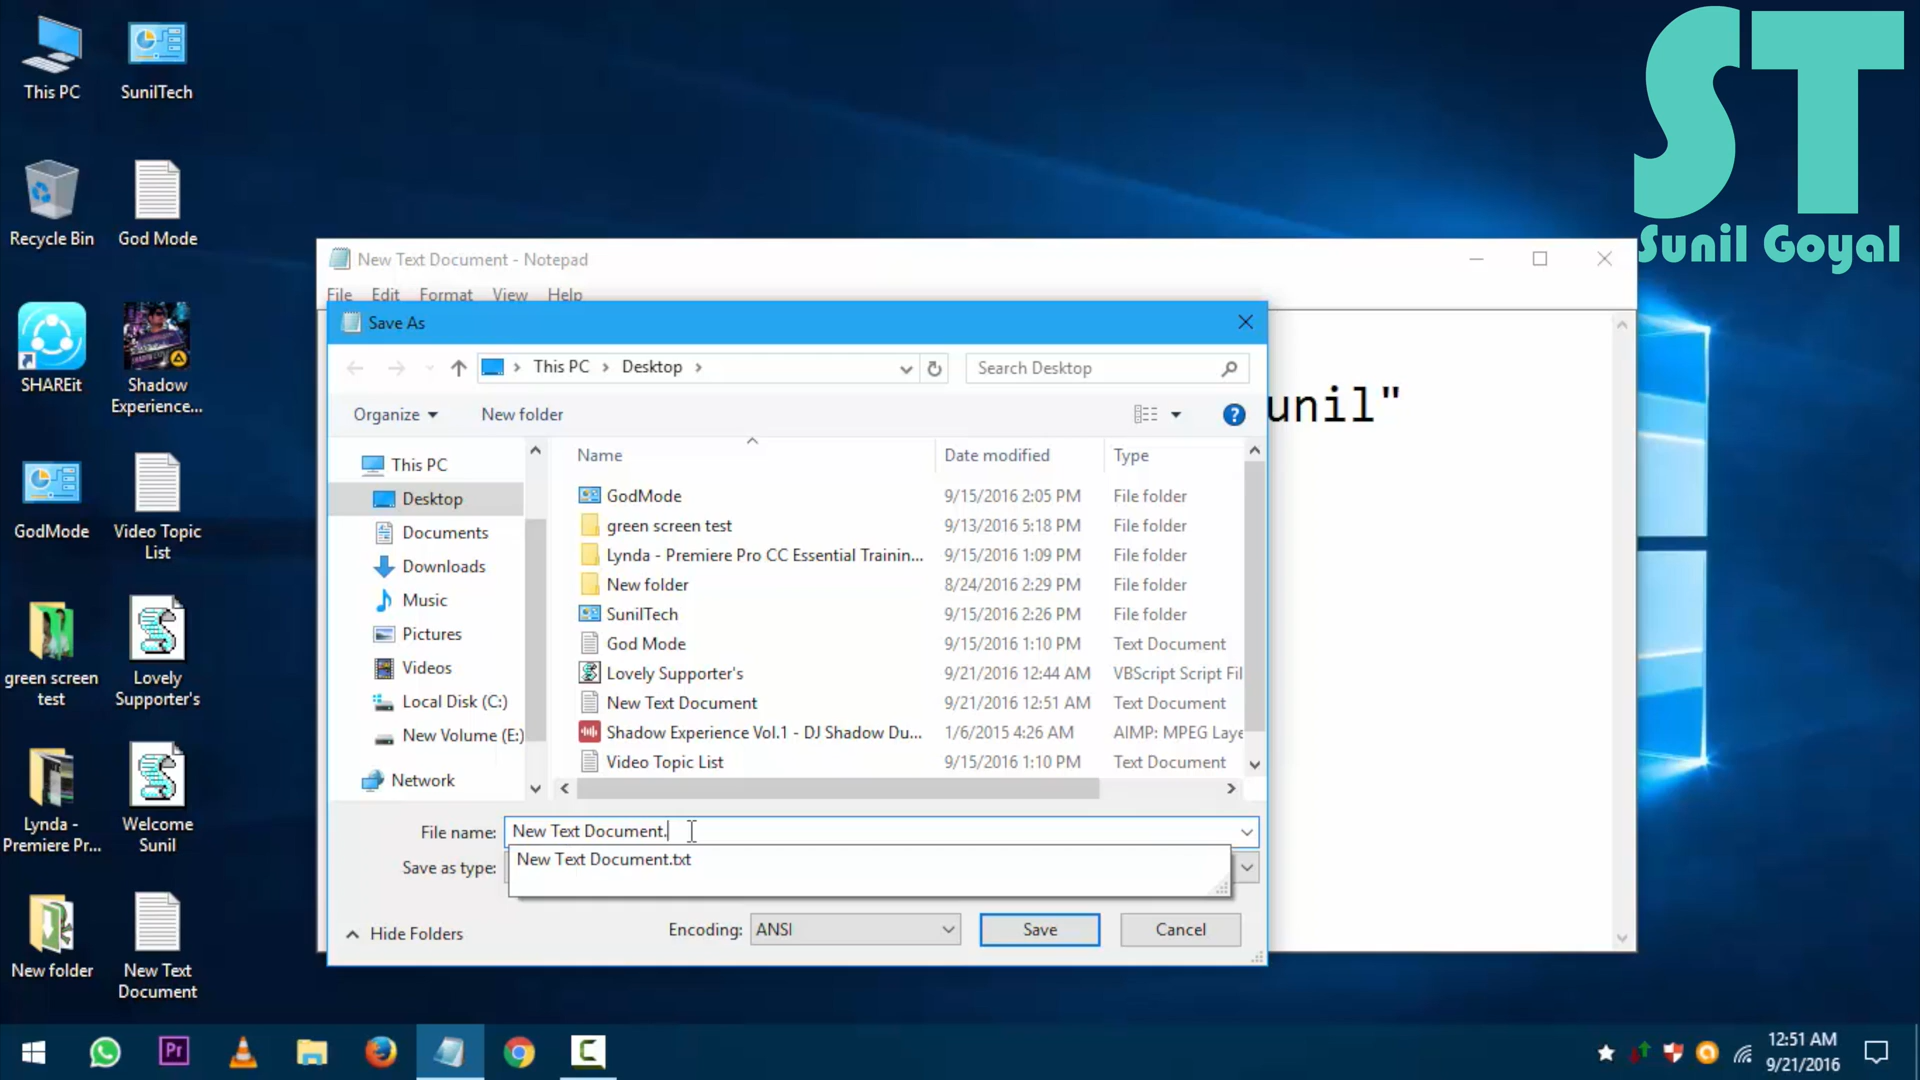 This PC
SunilTech
ST
Sunil Goyal
Recycle Bin
God Mode
SHAREit
Shadow
Experience...
GodMode
Video Topic
List
green screen
test
Lovely
Supporter's
Lynda -
Premiere Pr...
Welcome
Sunil
New folder
New Text
Document
New Text Document - Notepad
File Edit Format View Help
unil"
Save As
This PC > Desktop >
Search Desktop
Organize
New folder
This PC
Desktop
Documents
Downloads
Music
Pictures
Videos
Local Disk (C:)
New Volume (E:)
Network
Name Date modified Type
GodMode 9/15/2016 2:05 PM File folder
green screen test 9/13/2016 5:18 PM File folder
Lynda - Premiere Pro CC Essential Trainin... 9/15/2016 1:09 PM File folder
New folder 8/24/2016 2:29 PM File folder
SunilTech 9/15/2016 2:26 PM File folder
God Mode 9/15/2016 1:10 PM Text Document
Lovely Supporter's 9/21/2016 12:44 AM VBScript Script Fil
New Text Document 9/21/2016 12:51 AM Text Document
Shadow Experience Vol.1 - DJ Shadow Du... 1/6/2015 4:26 AM AIMP: MPEG Laye
Video Topic List 9/15/2016 1:10 PM Text Document
File name: New Text Document.
New Text Document.txt
Save as type:
Hide Folders
Encoding: ANSI
Save
Cancel
Pr
C
12:51 AM
9/21/2016